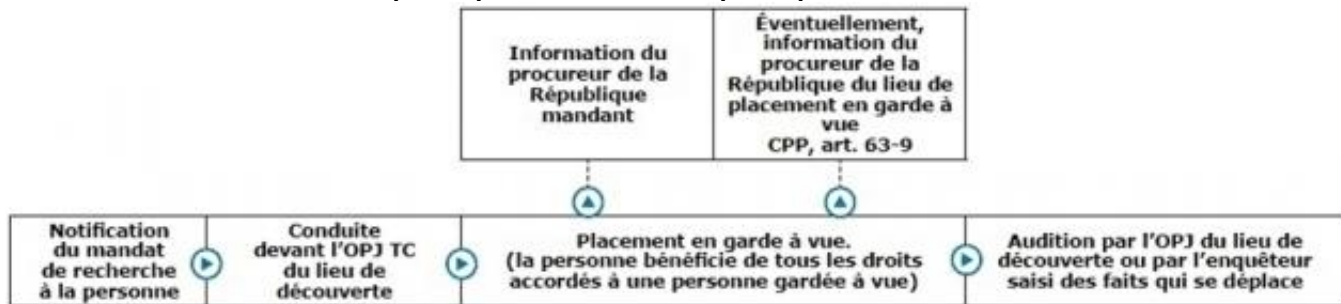 Information du
procureur de la
République
mandant
Éventuellement,
information du
procureur de la
République du lieu de
placement en garde à
vue
CPP, art. 63-9
Notification
du mandat
de recherche
à la personne
Conduite
devant l'OPJ TC
du lieu de
découverte
Placement en garde à vue.
(la personne bénéficie de tous les droits
accordés à une personne gardée à vue)
Audition par l'OPJ du lieu de
découverte ou par l'enquêteur
saisi des faits qui se déplace